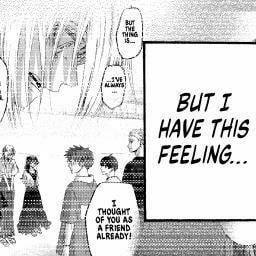 BUT I
HAVE THIS
FEELING...
BUT THE
THING
IS...
...I'VE
ALWAYS
...
I
THOUGHT
OF YOU AS
A FRIEND
ALREADY!